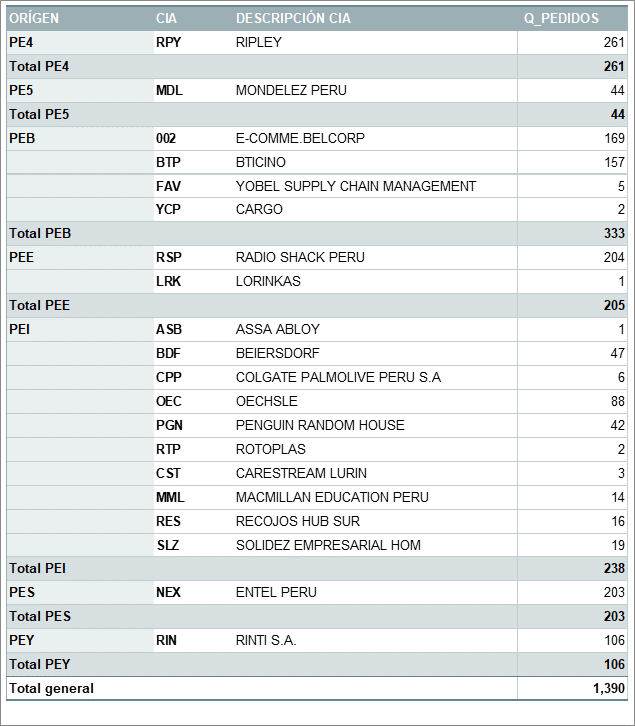 ORÍGEN CIA DESCRIPCIÓN CIA Q_PEDIDOS
PE4 RPY RIPLEY 261
Total PE4 261
PE5 MDL MONDELEZ PERU 44
Total PE5 44
PEB 002 E-COMME.BELCORP 169
BTP BTICINO 157
FAV YOBEL SUPPLY CHAIN MANAGEMENT 5
YCP CARGO 2
Total PEB 333
PEE RSP RADIO SHACK PERU 204
LRK LORINKAS 1
Total PEE 205
PEI ASB ASSA ABLOY 1
BDF BEIERSDORF 47
CPP COLGATE PALMOLIVE PERU S.A 6
OEC OECHSLE 88
PGN PENGUIN RANDOM HOUSE 42
RTP ROTOPLAS 2
CST CARESTREAM LURIN 3
MML MACMILLAN EDUCATION PERU 14
RES RECOJOS HUB SUR 16
SLZ SOLIDEZ EMPRESARIAL HOM 19
Total PEI 238
PES NEX ENTEL PERU 203
Total PES 203
PEY RIN RINTI S.A. 106
Total PEY 106
Total general 1,390